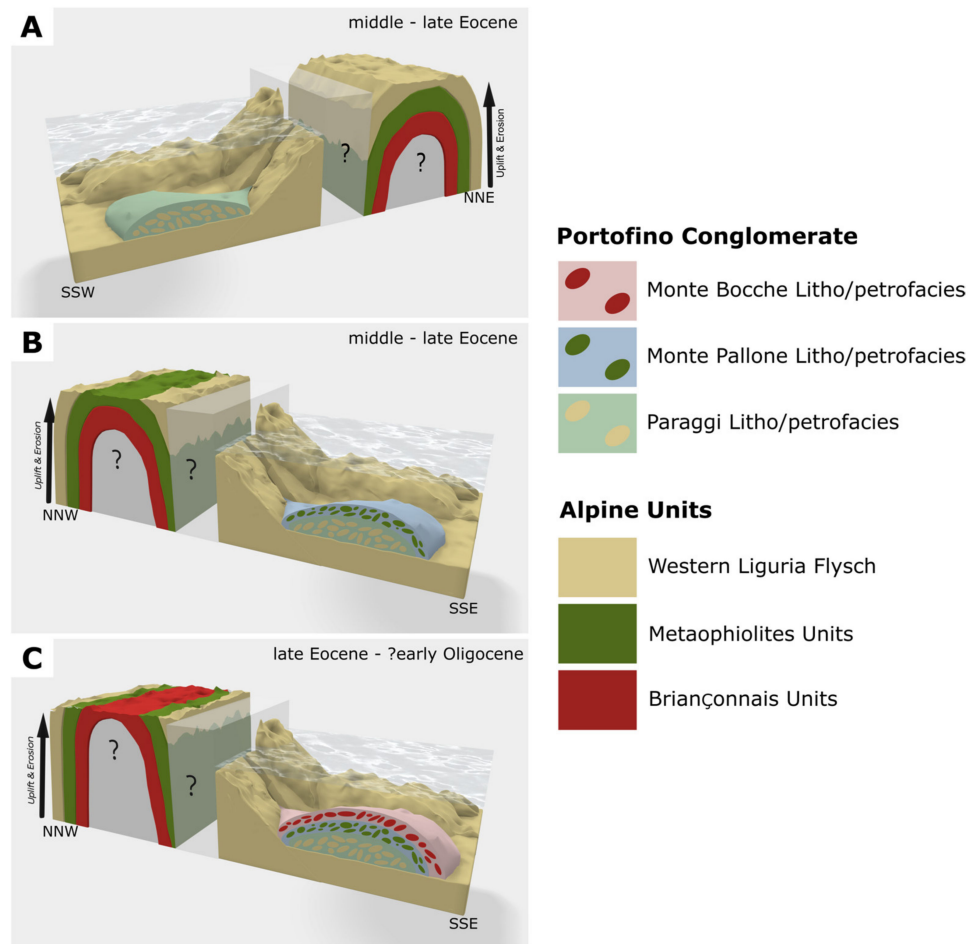 A
middle - late Eocene
?
?
Uplift & Erosion
NNE
SSW
B
middle - late Eocene
Uplift & Erosion
?
?
NNW
SSE
C
late Eocene - ?early Oligocene
Uplift & Erosion
?
?
NNW
SSE
Portofino Conglomerate
Monte Bocche Litho/petrofacies
Monte Pallone Litho/petrofacies
Paraggi Litho/petrofacies
Alpine Units
Western Liguria Flysch
Metaophiolites Units
Briançonnais Units